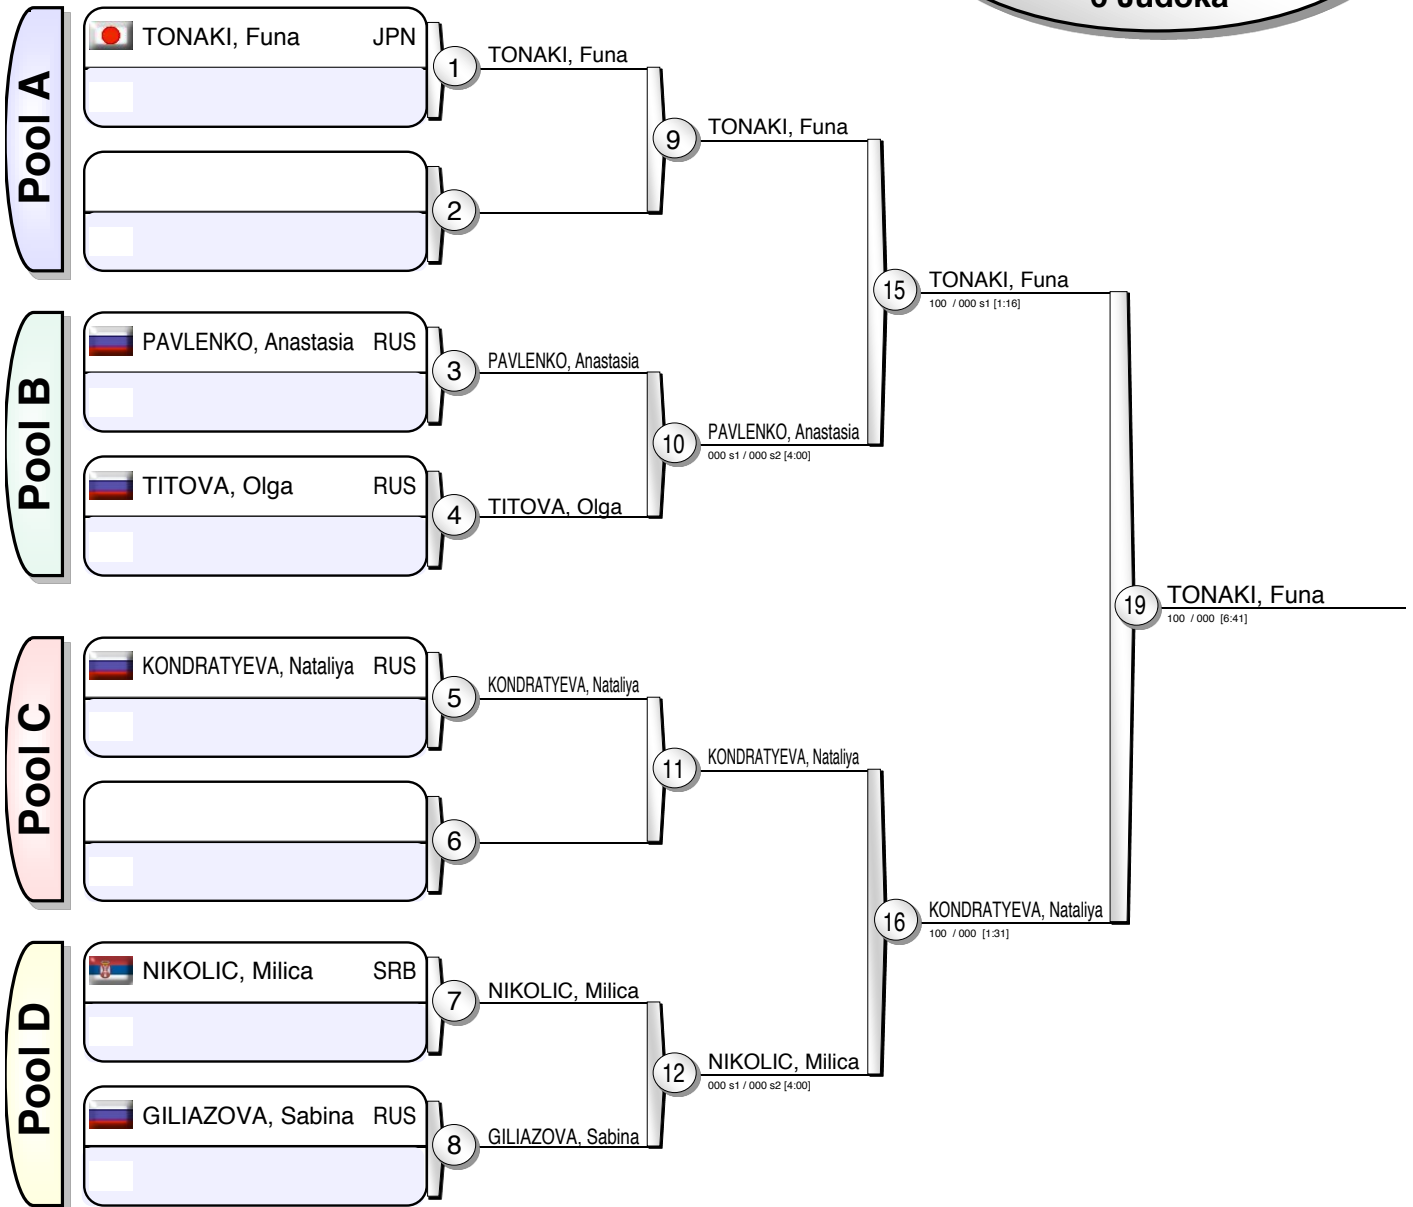 6 Judoka
Pool A
TONAKI, Funa JPN
1
TONAKI, Funa
2
9
TONAKI, Funa
Pool B
PAVLENKO, Anastasia RUS
3
PAVLENKO, Anastasia
TITOVA, Olga RUS
4
TITOVA, Olga
10
PAVLENKO, Anastasia
000 s1 / 000 s2 [4:00]
15
TONAKI, Funa
100 / 000 s1 [1:16]
Pool C
KONDRATYEVA, Nataliya RUS
5
KONDRATYEVA, Nataliya
6
11
KONDRATYEVA, Nataliya
Pool D
NIKOLIC, Milica SRB
7
NIKOLIC, Milica
GILIAZOVA, Sabina RUS
8
GILIAZOVA, Sabina
12
NIKOLIC, Milica
000 s1 / 000 s2 [4:00]
16
KONDRATYEVA, Nataliya
100 / 000 [1:31]
19
TONAKI, Funa
100 / 000 [6:41]